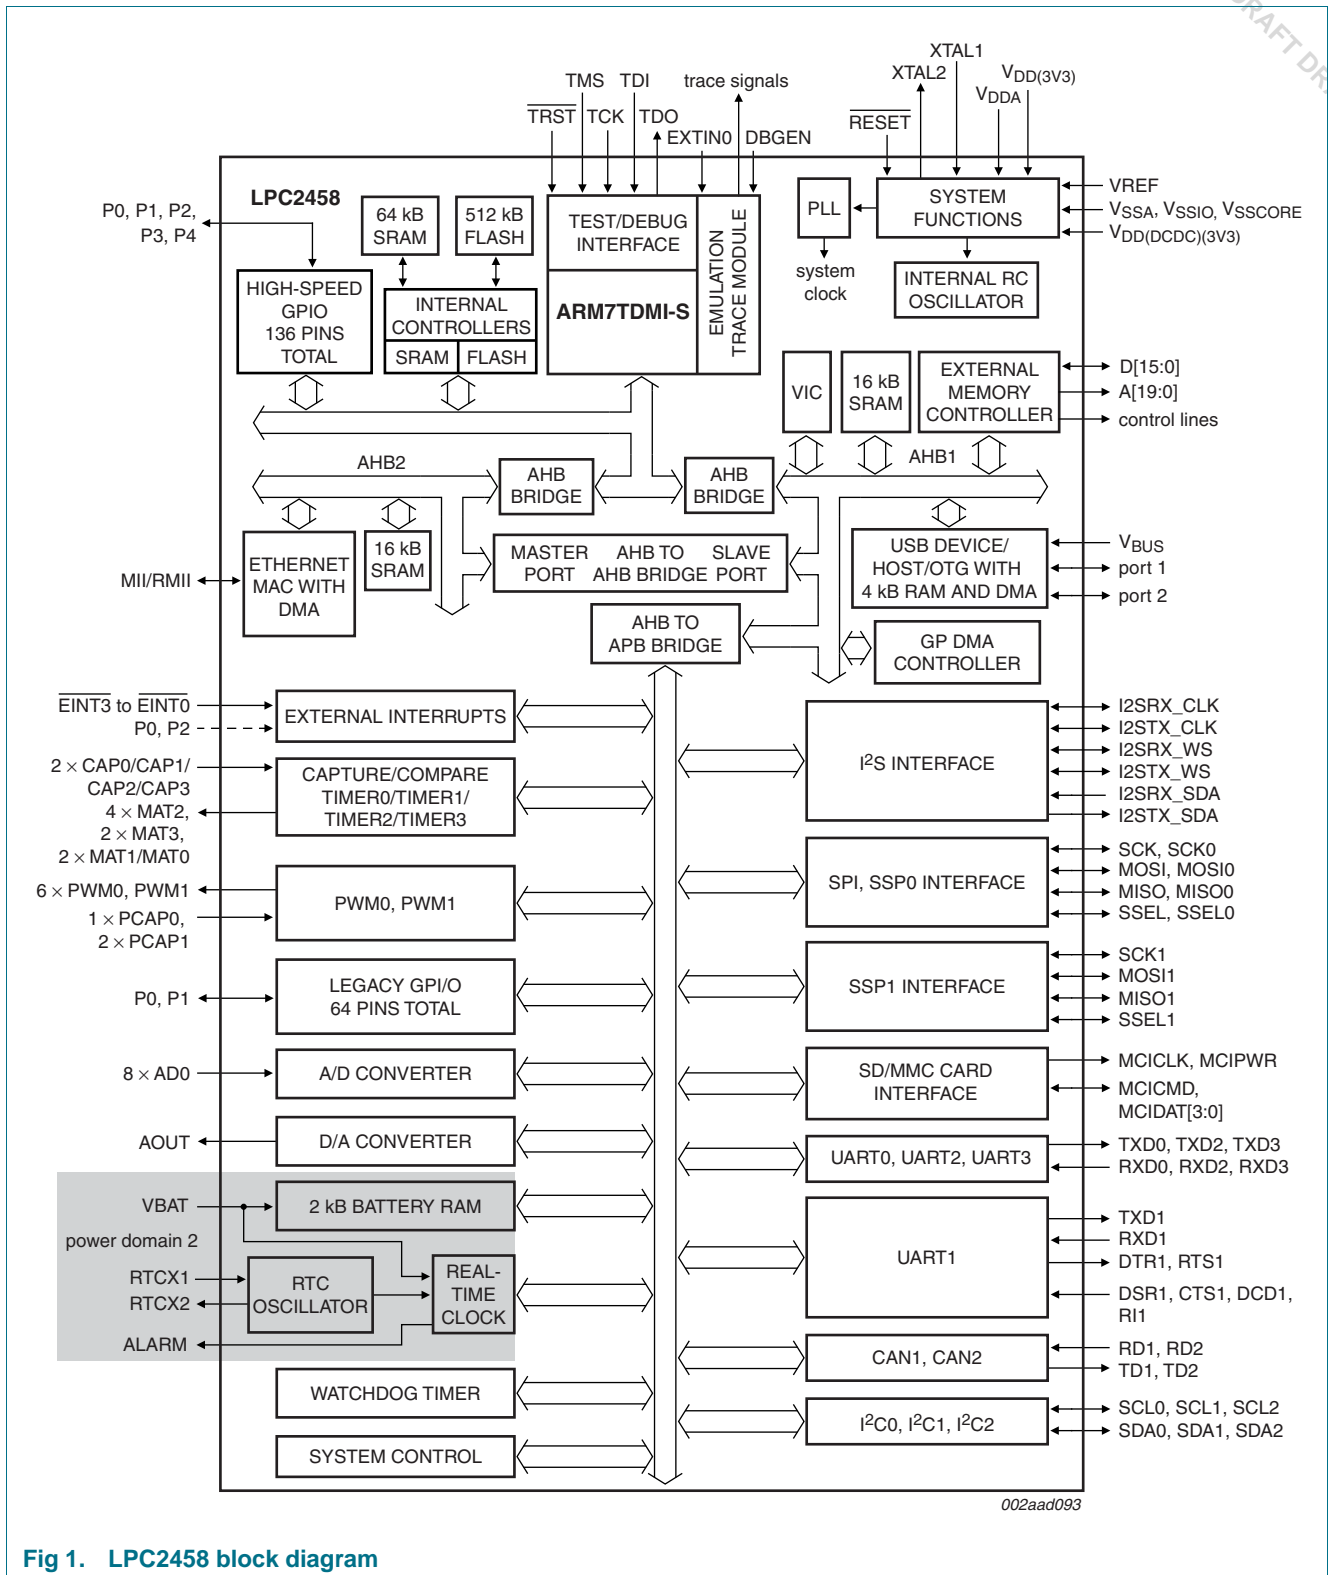 DRAFT DR
XTAL1
XTAL2
VDD(3V3)
VDDA
TMS
TDI
trace signals
TRST
TCK
TDO
EXTIN0
DBGEN
RESET
LPC2458
P0, P1, P2,
P3, P4
64 kB
SRAM
512 kB
FLASH
TEST/DEBUG
INTERFACE
EMULATION
TRACE MODULE
PLL
SYSTEM
FUNCTIONS
VREF
VSSA, VSSIO, VSSCORE
VDD(DCDC)(3V3)
system
clock
INTERNAL RC
OSCILLATOR
HIGH-SPEED
GPIO
136 PINS
TOTAL
INTERNAL
CONTROLLERS
SRAM
FLASH
ARM7TDMI-S
VIC
16 kB
SRAM
EXTERNAL
MEMORY
CONTROLLER
D[15:0]
A[19:0]
control lines
AHB2
AHB
BRIDGE
AHB
BRIDGE
AHB1
ETHERNET
MAC WITH
DMA
16 kB
SRAM
MASTER
PORT
AHB TO
AHB BRIDGE
SLAVE
PORT
USB DEVICE/
HOST/OTG WITH
4 kB RAM AND DMA
VBUS
port 1
port 2
MII/RMII
AHB TO
APB BRIDGE
GP DMA
CONTROLLER
EINT3 to EINT0
P0, P2
EXTERNAL INTERRUPTS
2 × CAP0/CAP1/
CAP2/CAP3
4 × MAT2,
2 × MAT3,
2 × MAT1/MAT0
CAPTURE/COMPARE
TIMER0/TIMER1/
TIMER2/TIMER3
6 × PWM0, PWM1
1 × PCAP0,
2 × PCAP1
PWM0, PWM1
P0, P1
LEGACY GPI/O
64 PINS TOTAL
8 × AD0
A/D CONVERTER
AOUT
D/A CONVERTER
VBAT
2 kB BATTERY RAM
power domain 2
RTCX1
RTCX2
RTC
OSCILLATOR
REAL-
TIME
CLOCK
ALARM
WATCHDOG TIMER
SYSTEM CONTROL
I2S INTERFACE
I2SRX_CLK
I2STX_CLK
I2SRX_WS
I2STX_WS
I2SRX_SDA
I2STX_SDA
SPI, SSP0 INTERFACE
SCK, SCK0
MOSI, MOSI0
MISO, MISO0
SSEL, SSEL0
SSP1 INTERFACE
SCK1
MOSI1
MISO1
SSEL1
SD/MMC CARD
INTERFACE
MCICLK, MCIPWR
MCICMD,
MCIDAT[3:0]
UART0, UART2, UART3
TXD0, TXD2, TXD3
RXD0, RXD2, RXD3
UART1
TXD1
RXD1
DTR1, RTS1
DSR1, CTS1, DCD1,
RI1
CAN1, CAN2
RD1, RD2
TD1, TD2
I2C0, I2C1, I2C2
SCL0, SCL1, SCL2
SDA0, SDA1, SDA2
002aad093
Fig 1. LPC2458 block diagram